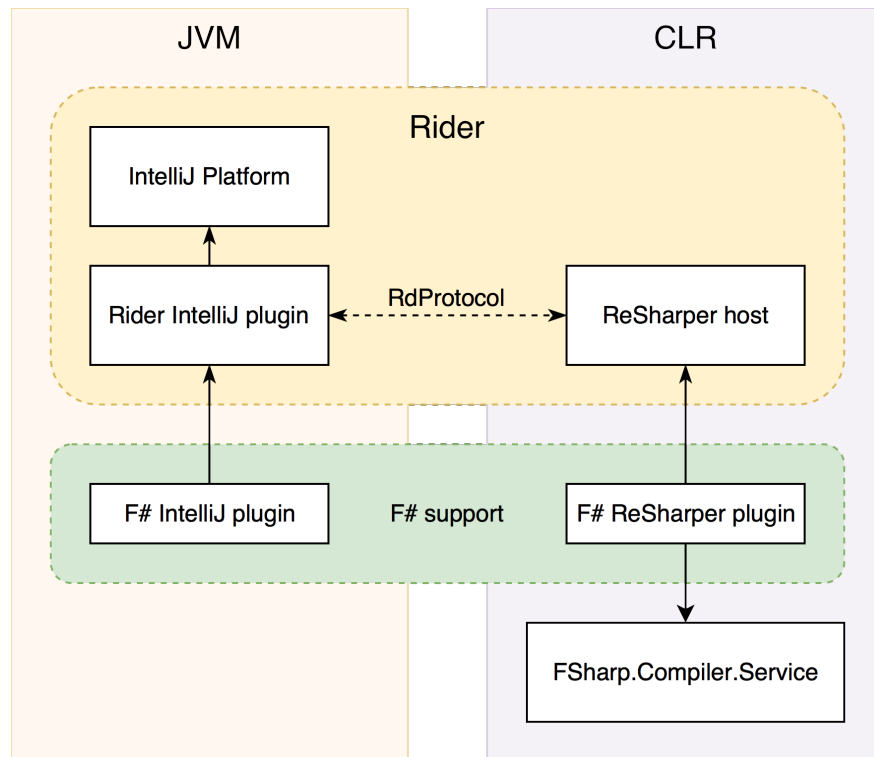 JVM
CLR
Rider
IntelliJ Platform
Rider IntelliJ plugin
RdProtocol
ReSharper host
F# IntelliJ plugin
F# support
F# ReSharper plugin
FSharp.Compiler.Service